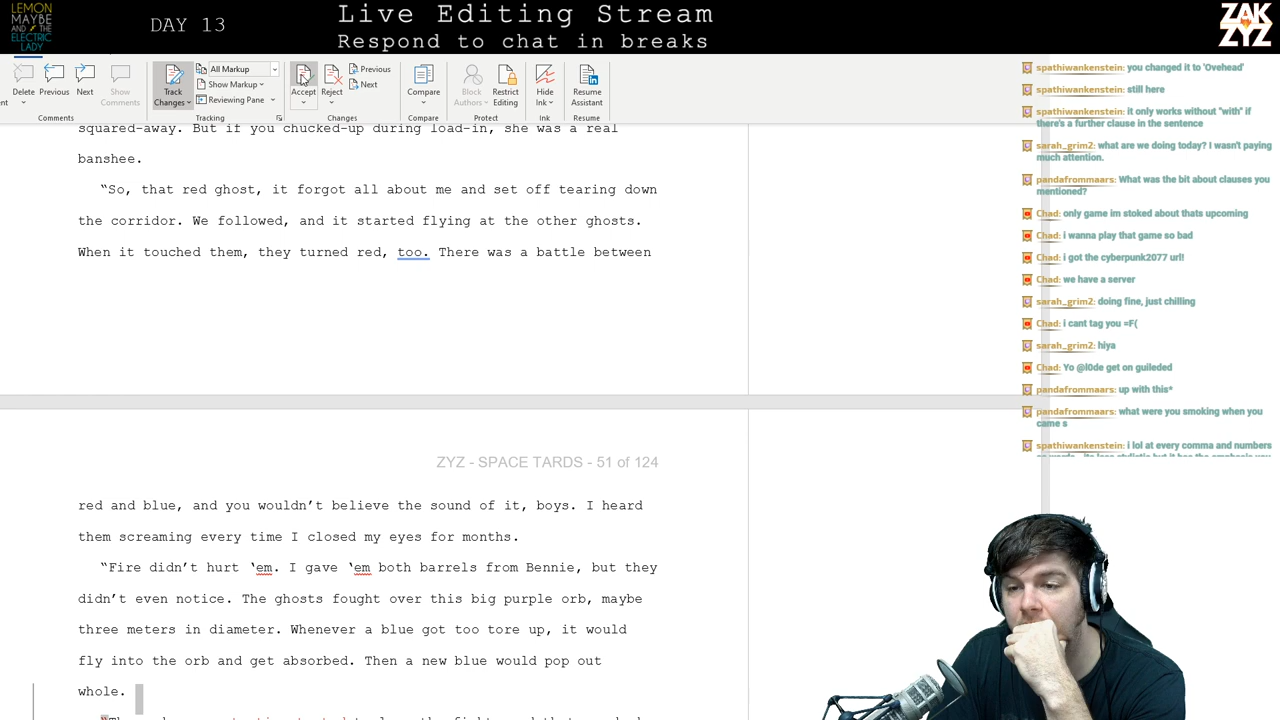 LEMON
MAYBE
AND THE
ELECTRIC
LADY
DAY 13
Live Editing Stream
Respond to chat in breaks
ZAK
ZYZ
Delete
Previous
Next
Show
Comments
Comments
Track
Changes
All Markup
Show Markup
Reviewing Pane
Tracking
Accept
Reject
Previous
Next
Changes
Compare
Compare
Block
Authors
Restrict
Editing
Protect
Hide
Ink
Ink
Resume
Assistant
Resume
squared-away. But if you chucked-up during load-in, she was a real
banshee.
“So, that red ghost, it forgot all about me and set off tearing down
the corridor. We followed, and it started flying at the other ghosts.
When it touched them, they turned red, too. There was a battle between
ZYZ - SPACE TARDS - 51 of 124
red and blue, and you wouldn’t believe the sound of it, boys. I heard
them screaming every time I closed my eyes for months.
“Fire didn’t hurt ‘em. I gave ‘em both barrels from Bennie, but they
didn’t even notice. The ghosts fought over this big purple orb, maybe
three meters in diameter. Whenever a blue got too tore up, it would
fly into the orb and get absorbed. Then a new blue would pop out
whole.
spathiwankenstein: you changed it to 'Ovehead'
spathiwankenstein: still here
spathiwankenstein: it only works without "with" if
there's a further clause in the sentence
sarah_grim2: what are we doing today? I wasn't paying
much attention.
pandafrommaars: What was the bit about clauses you
mentioned?
Chad: only game im stoked about thats upcoming
Chad: i wanna play that game so bad
Chad: i got the cyberpunk2077 url!
Chad: we have a server
sarah_grim2: doing fine, just chilling
Chad: i cant tag you =F(
sarah_grim2: hiya
Chad: Yo @l0de get on guileded
pandafrommaars: up with this*
pandafrommaars: what were you smoking when you
came s
spathiwankenstein: i lol at every comma and numbers